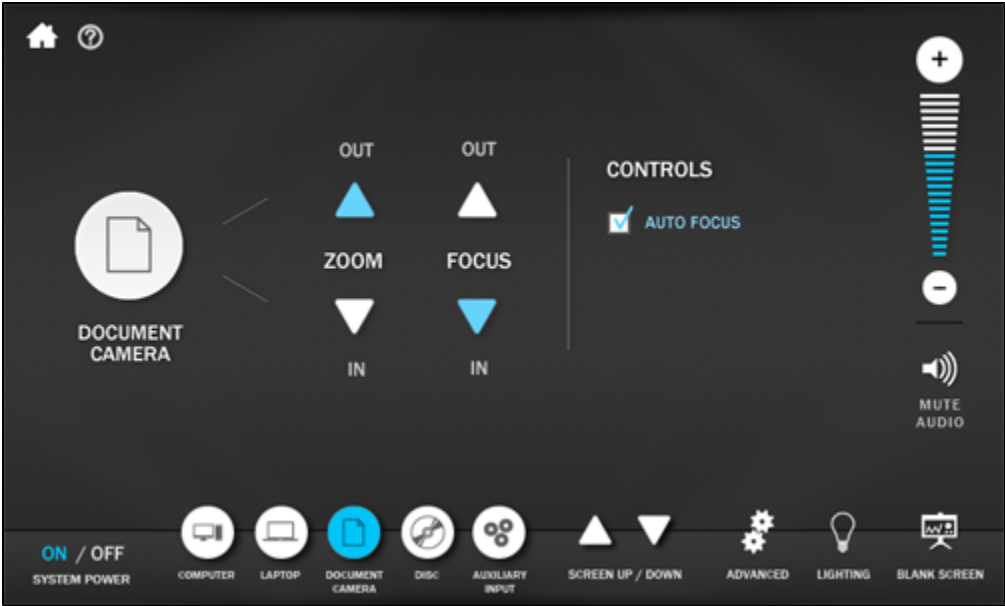 ?
+
OUT
OUT
CONTROLS
AUTO FOCUS
ZOOM
FOCUS
−
DOCUMENT
CAMERA
IN
IN
MUTE
AUDIO
ON / OFF
SYSTEM POWER
COMPUTER
LAPTOP
DOCUMENT
CAMERA
DISC
AUXILIARY
INPUT
SCREEN UP / DOWN
ADVANCED
LIGHTING
BLANK SCREEN